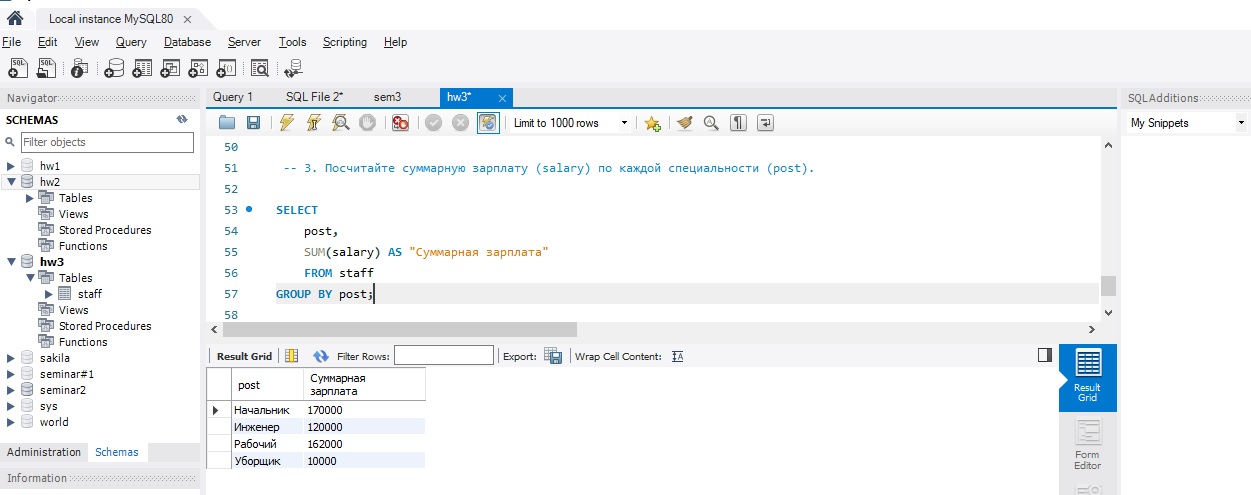 Local instance MySQL80
File Edit View Query Database Server Tools Scripting Help
Navigator
SCHEMAS
Filter objects
hw1
hw2
Tables
Views
Stored Procedures
Functions
hw3
Tables
staff
Views
Stored Procedures
Functions
sakila
seminar#1
seminar2
sys
world
Administration Schemas
Information
Query 1 SQL File 2* sem3 hw3*
Limit to 1000 rows
50
51 -- 3. Посчитайте суммарную зарплату (salary) по каждой специальности (post).
52
53 SELECT
54 post,
55 SUM(salary) AS "Суммарная зарплата"
56 FROM staff
57 GROUP BY post;
58
Result Grid Filter Rows: Export: Wrap Cell Content:
post Суммарная
зарплата
Начальник 170000
Инженер 120000
Рабочий 162000
Уборщик 10000
Result
Grid
Form
Editor
SQLAdditions
My Snippets